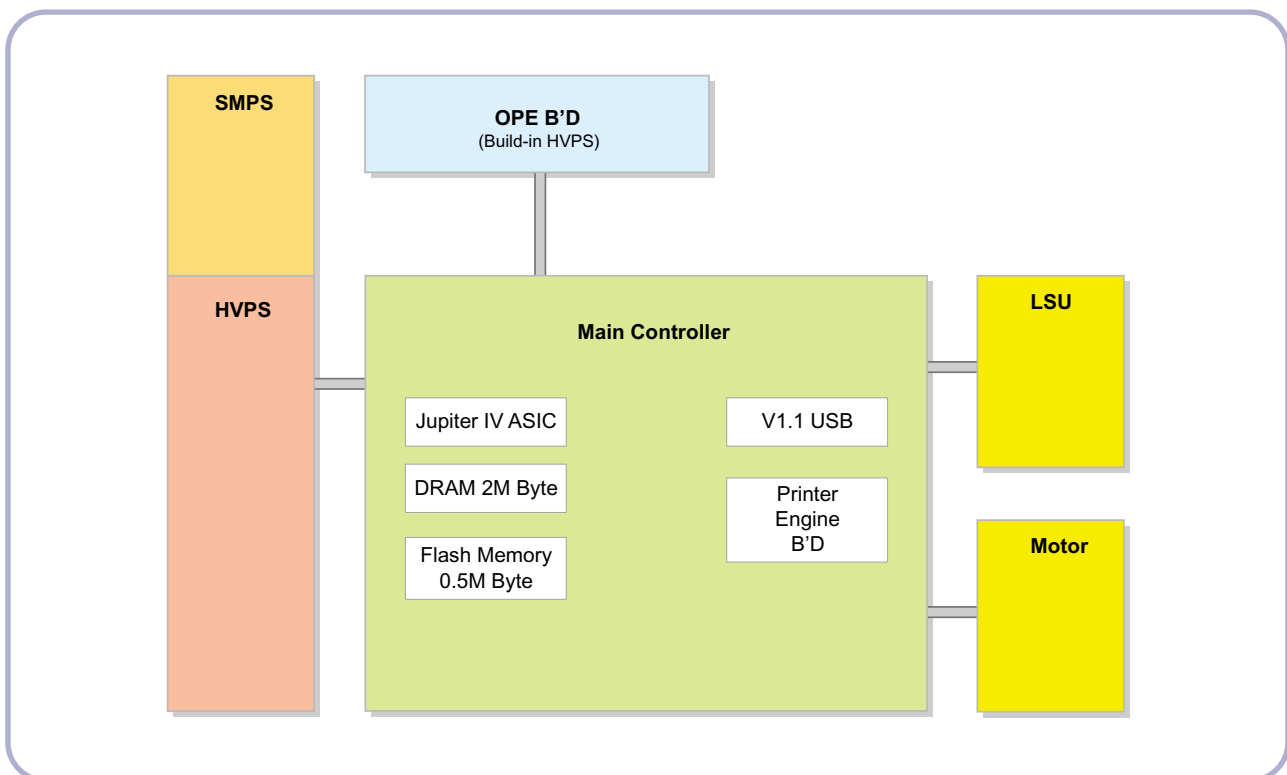 SMPS
OPE B’D
(Build-in HVPS)
HVPS
Main Controller
Jupiter IV ASIC
DRAM 2M Byte
Flash Memory
0.5M Byte
V1.1 USB
Printer
Engine
B’D
LSU
Motor